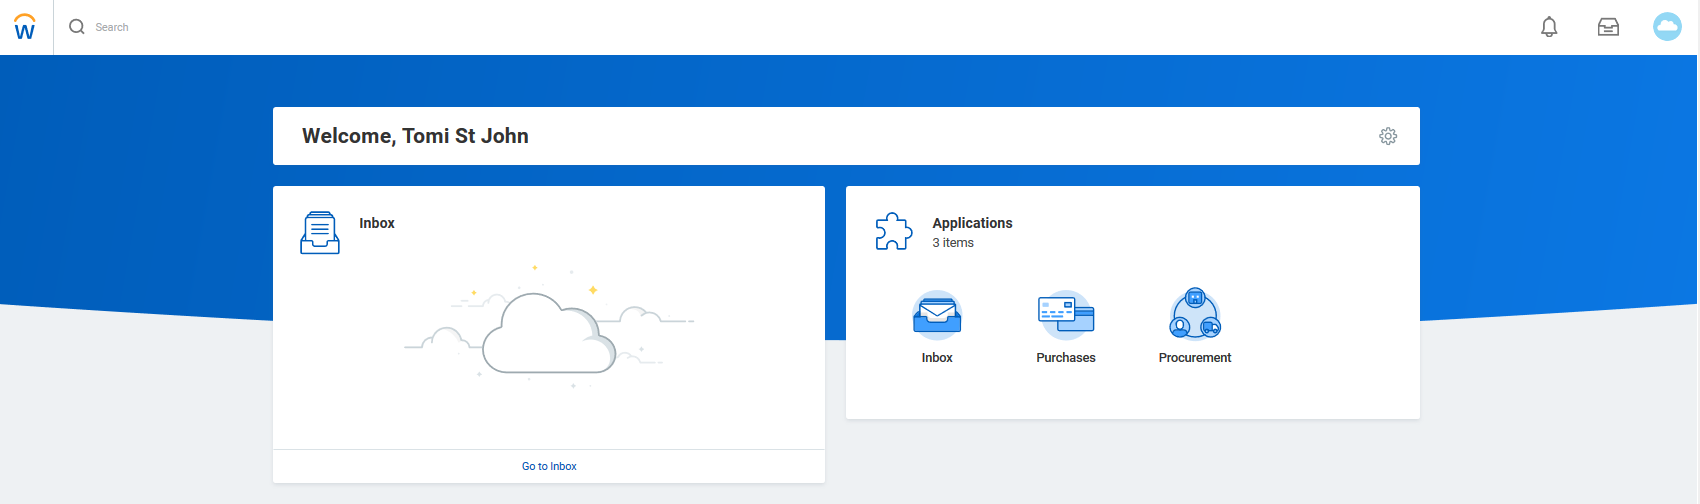 W
Search
Welcome, Tomi St John
Inbox
Applications
3 items
Inbox
Purchases
Procurement
Go to Inbox